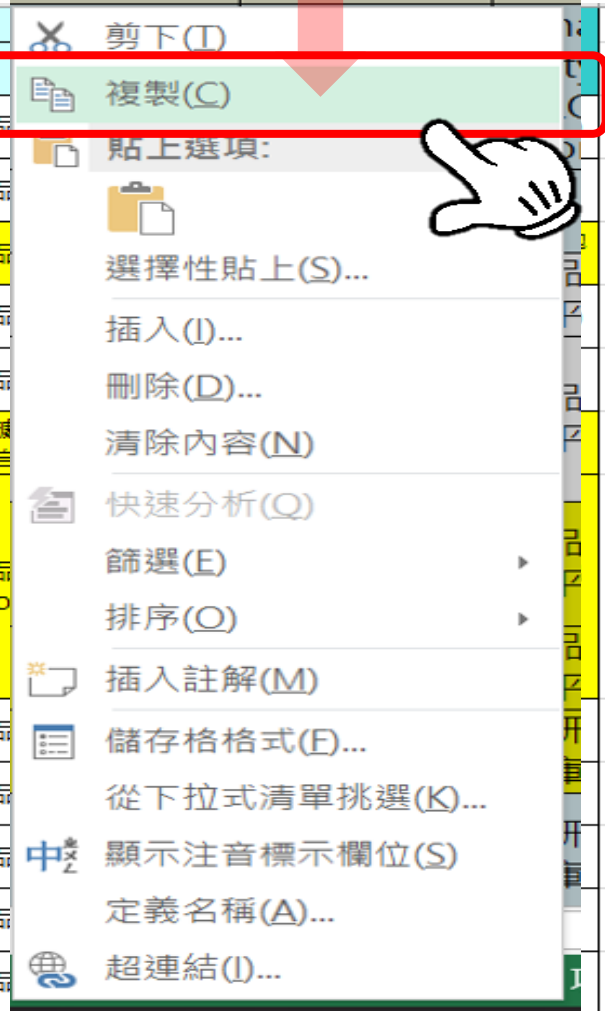 剪下(T)
複製(C)
貼上選項:
選擇性貼上(S)...
插入(I)...
刪除(D)...
清除內容(N)
快速分析(Q)
篩選(E)
排序(O)
插入註解(M)
儲存格格式(F)...
從下拉式清單挑選(K)...
顯示注音標示欄位(S)
定義名稱(A)...
超連結(I)...